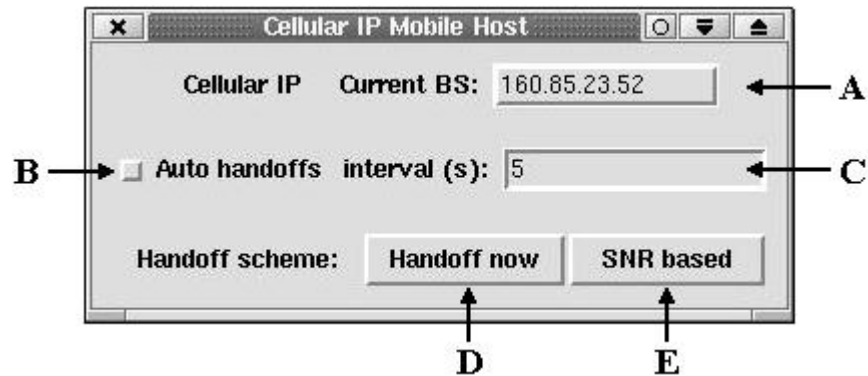 Cellular IP Mobile Host
Cellular IP Current BS: 160.85.23.52 A
B Auto handoffs interval (s): 5 C
Handoff scheme: Handoff now SNR based
D E